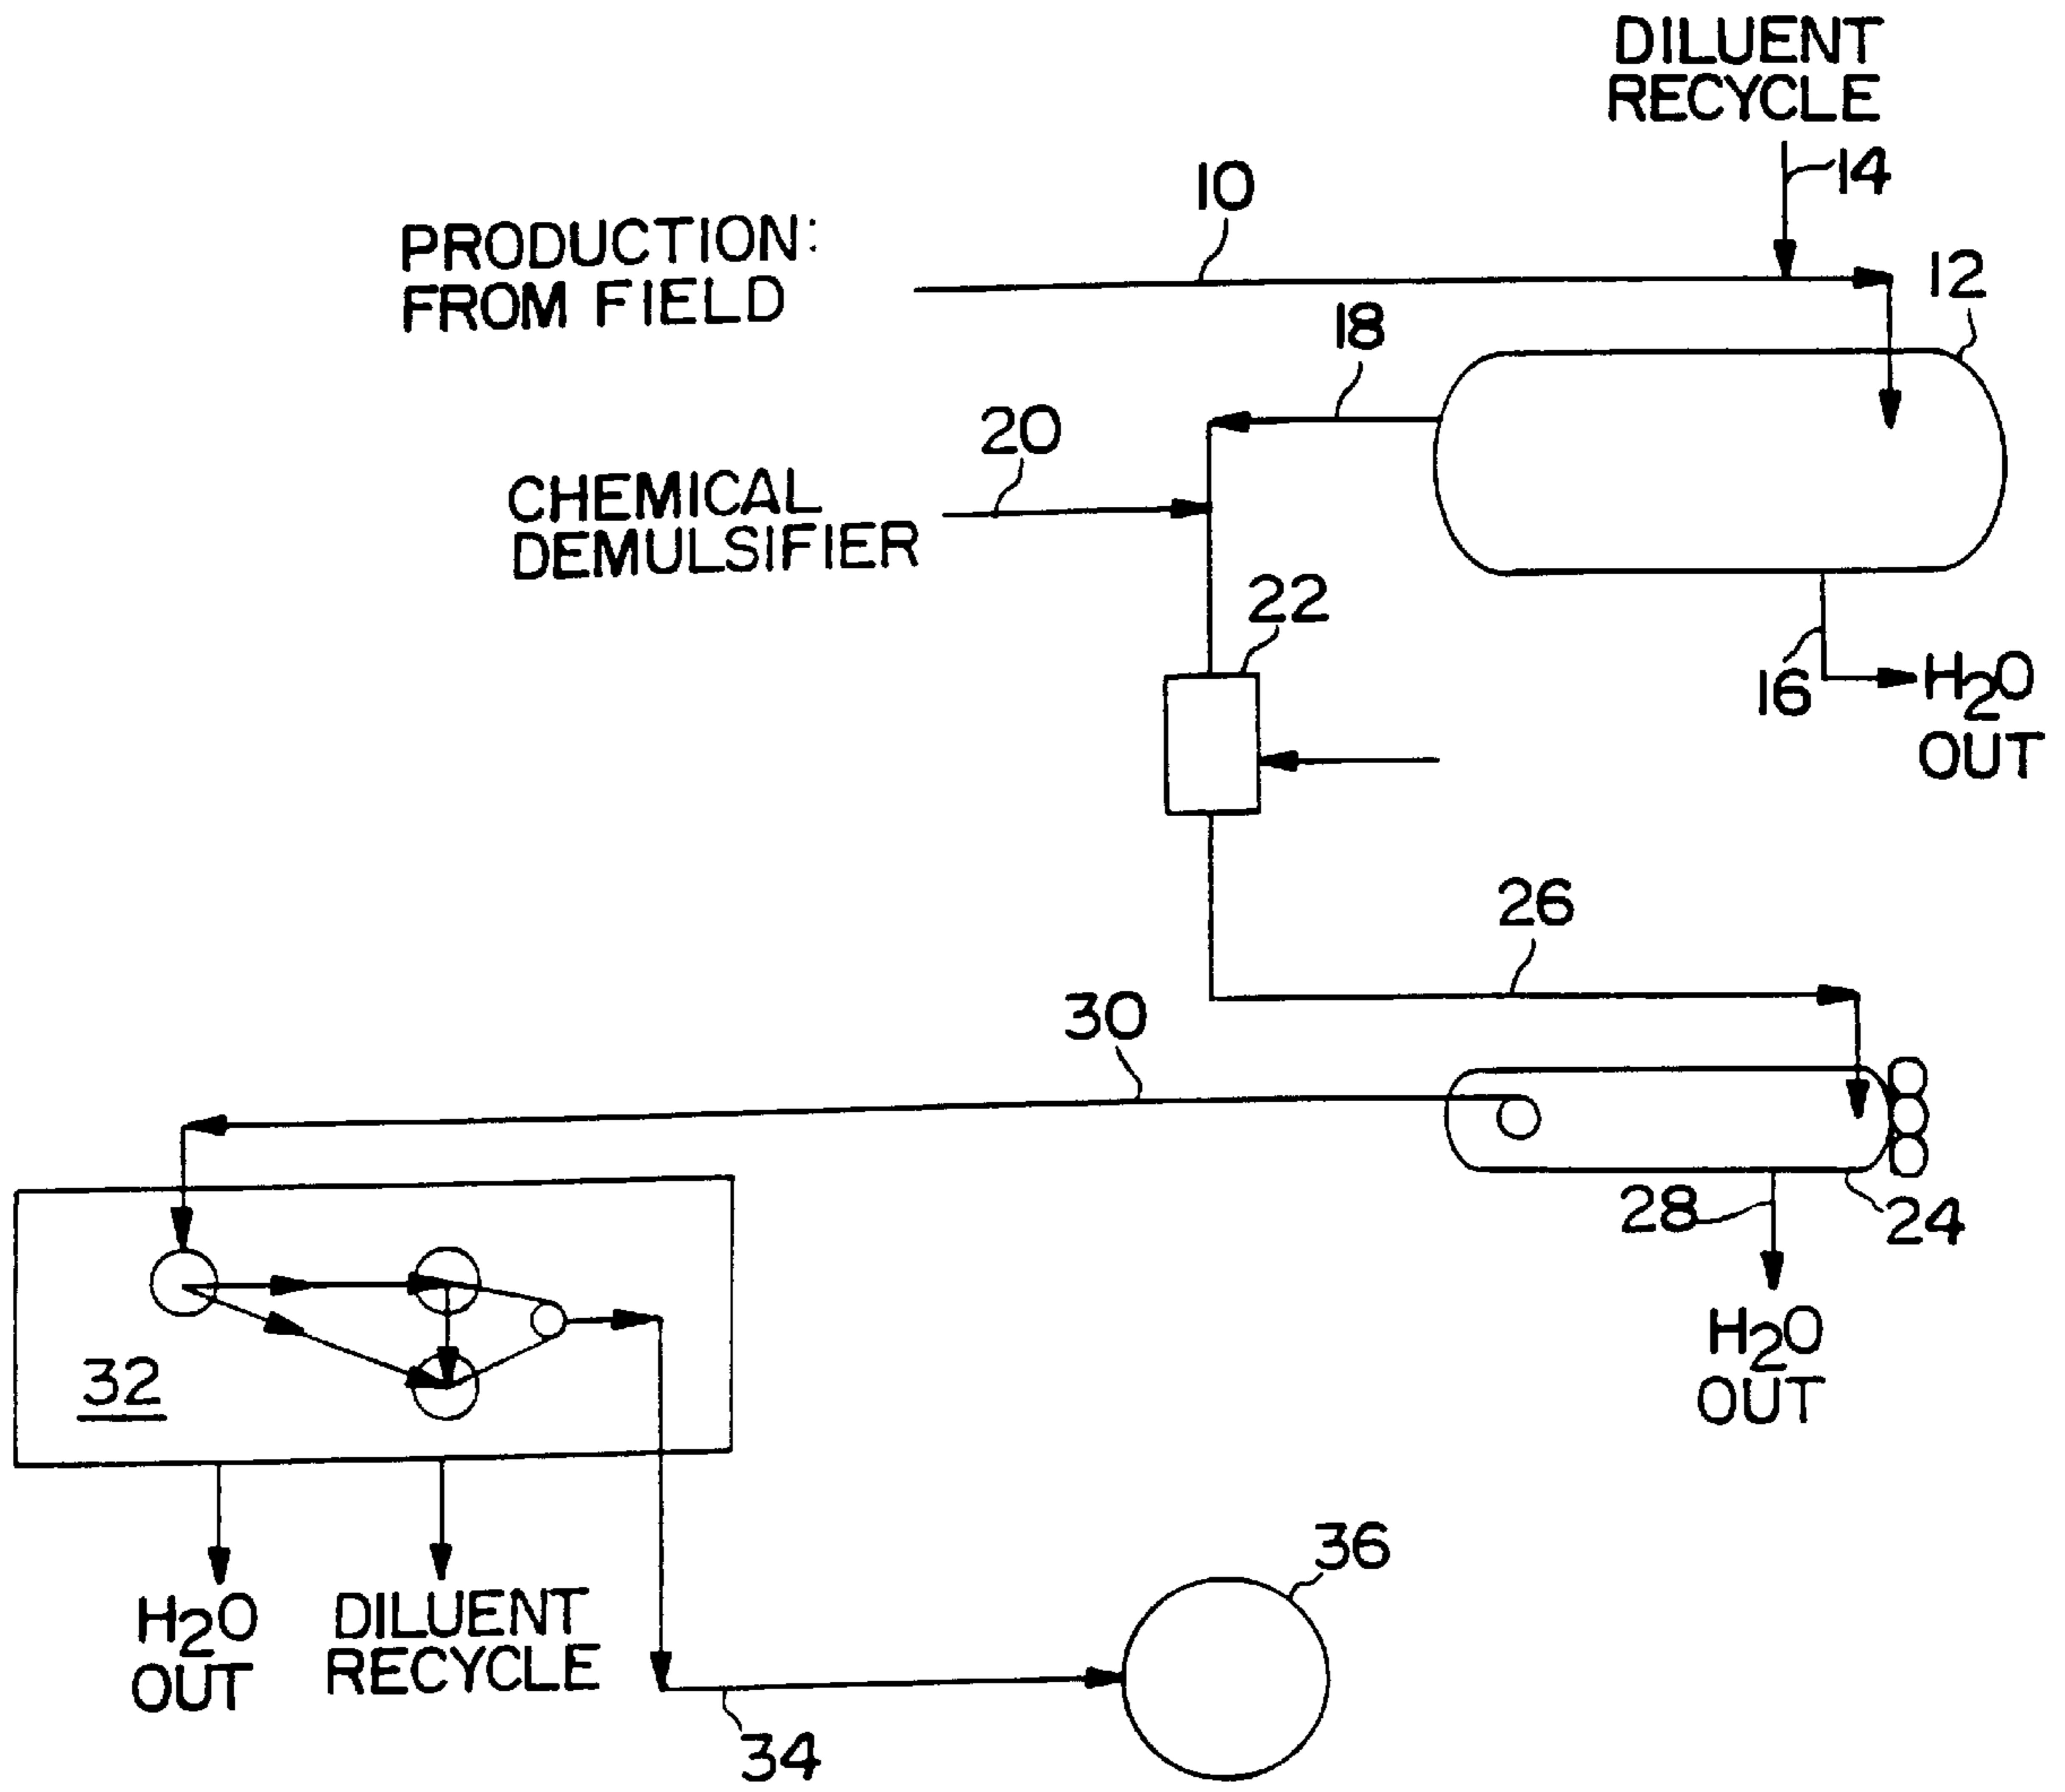 DILUENT
RECYCLE
14
10
PRODUCTION:
FROM FIELD
12
18
20
CHEMICAL
DEMULSIFIER
22
16
H2O
OUT
26
30
28
24
H2O
OUT
32
H2O
OUT
DILUENT
RECYCLE
36
34